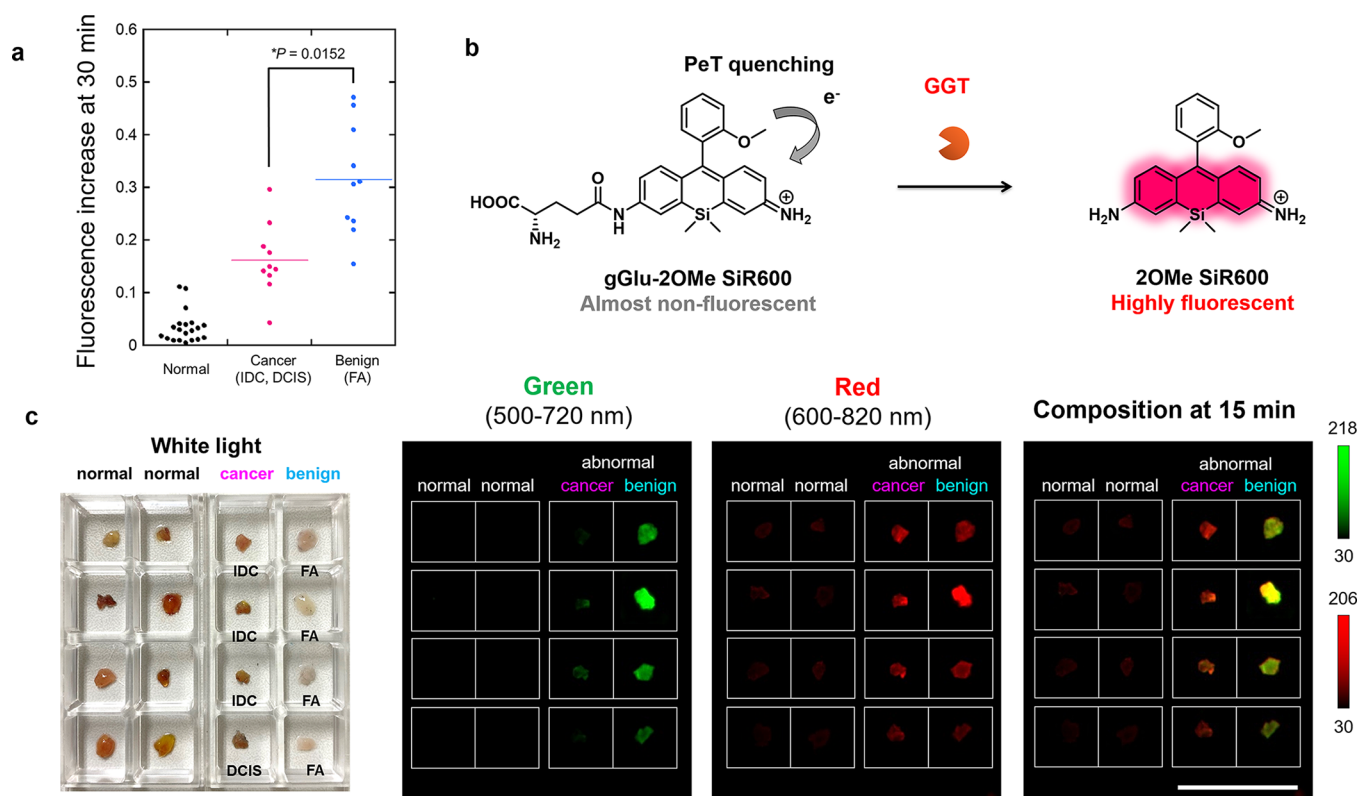 a
Fluorescence increase at 30 min
0.6
0.5
0.4
0.3
0.2
0.1
0
*P = 0.0152
Normal
Cancer
(IDC, DCIS)
Benign
(FA)
b
PeT quenching
e-
O
HOOC
NH2
O
N
H
Si
NH2
+
gGlu-2OMe SiR600
Almost non-fluorescent
GGT
O
H2N
Si
NH2
+
2OMe SiR600
Highly fluorescent
c
White light
normal normal cancer benign
IDC FA
IDC FA
IDC FA
DCIS FA
Green
(500-720 nm)
abnormal
normal normal cancer benign
Red
(600-820 nm)
abnormal
normal normal cancer benign
Composition at 15 min
abnormal
normal normal cancer benign
218
30
206
30